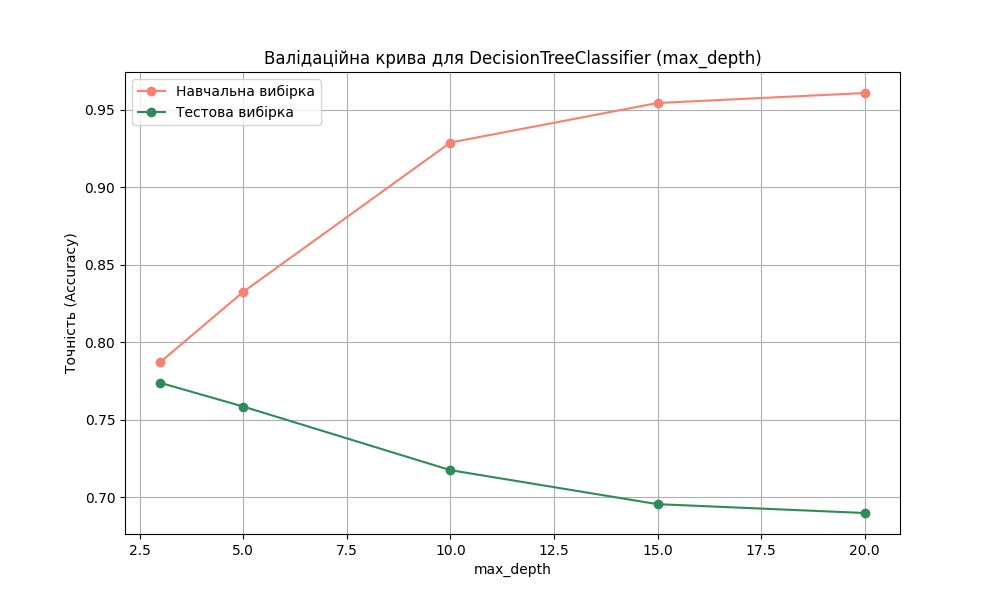 Валідаційна крива для DecisionTreeClassifier (max_depth)
Навчальна вибірка
Тестова вибірка
Точність (Accuracy)
0.95
0.90
0.85
0.80
0.75
0.70
2.5 5.0 7.5 10.0 12.5 15.0 17.5 20.0
max_depth